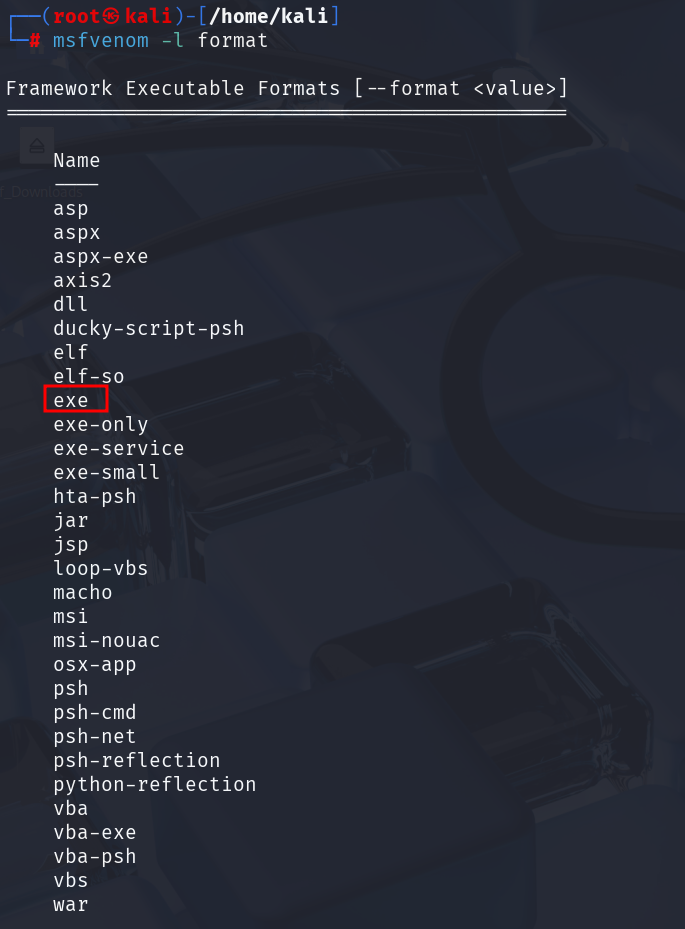 ┌──(root㉿kali)-[/home/kali]
└─# msfvenom -l format
Framework Executable Formats [--format <value>]
===============================================
Name
----
asp
aspx
aspx-exe
axis2
dll
ducky-script-psh
elf
elf-so
exe
exe-only
exe-service
exe-small
hta-psh
jar
jsp
loop-vbs
macho
msi
msi-nouac
osx-app
psh
psh-cmd
psh-net
psh-reflection
python-reflection
vba
vba-exe
vba-psh
vbs
war